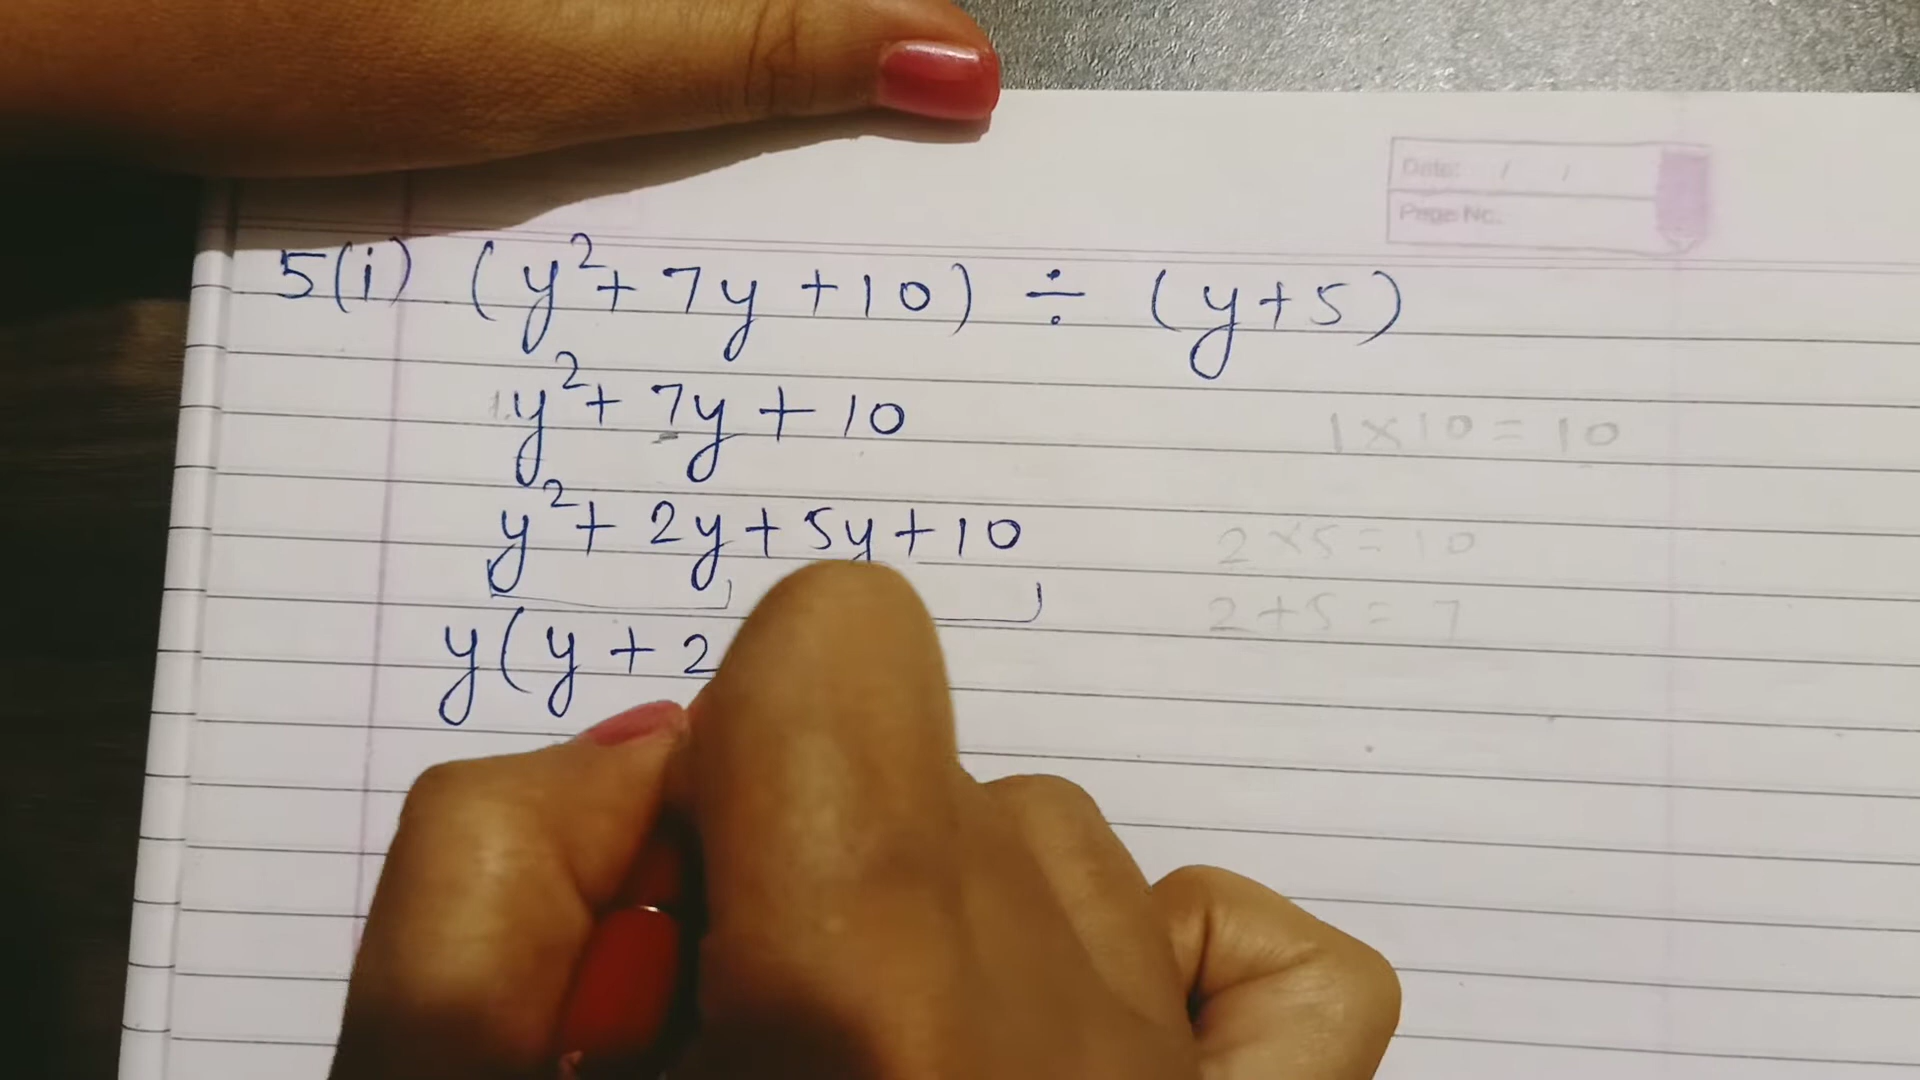 Date: / /
Page No.
5(i) (y²+ 7y + 10) ÷ (y+5)
1.y²+ 7y + 10
1 × 10 = 10
y²+ 2y + 5y + 10
2 × 5 = 10
2 + 5 = 7
y(y + 2